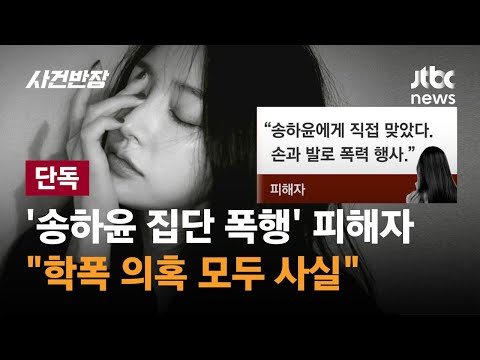 사건반장
jtbc
news
“송하윤에게 직접 맞았다.
손과 발로 폭력 행사.”
피해자
단독
'송하윤 집단 폭행' 피해자
"학폭 의혹 모두 사실"